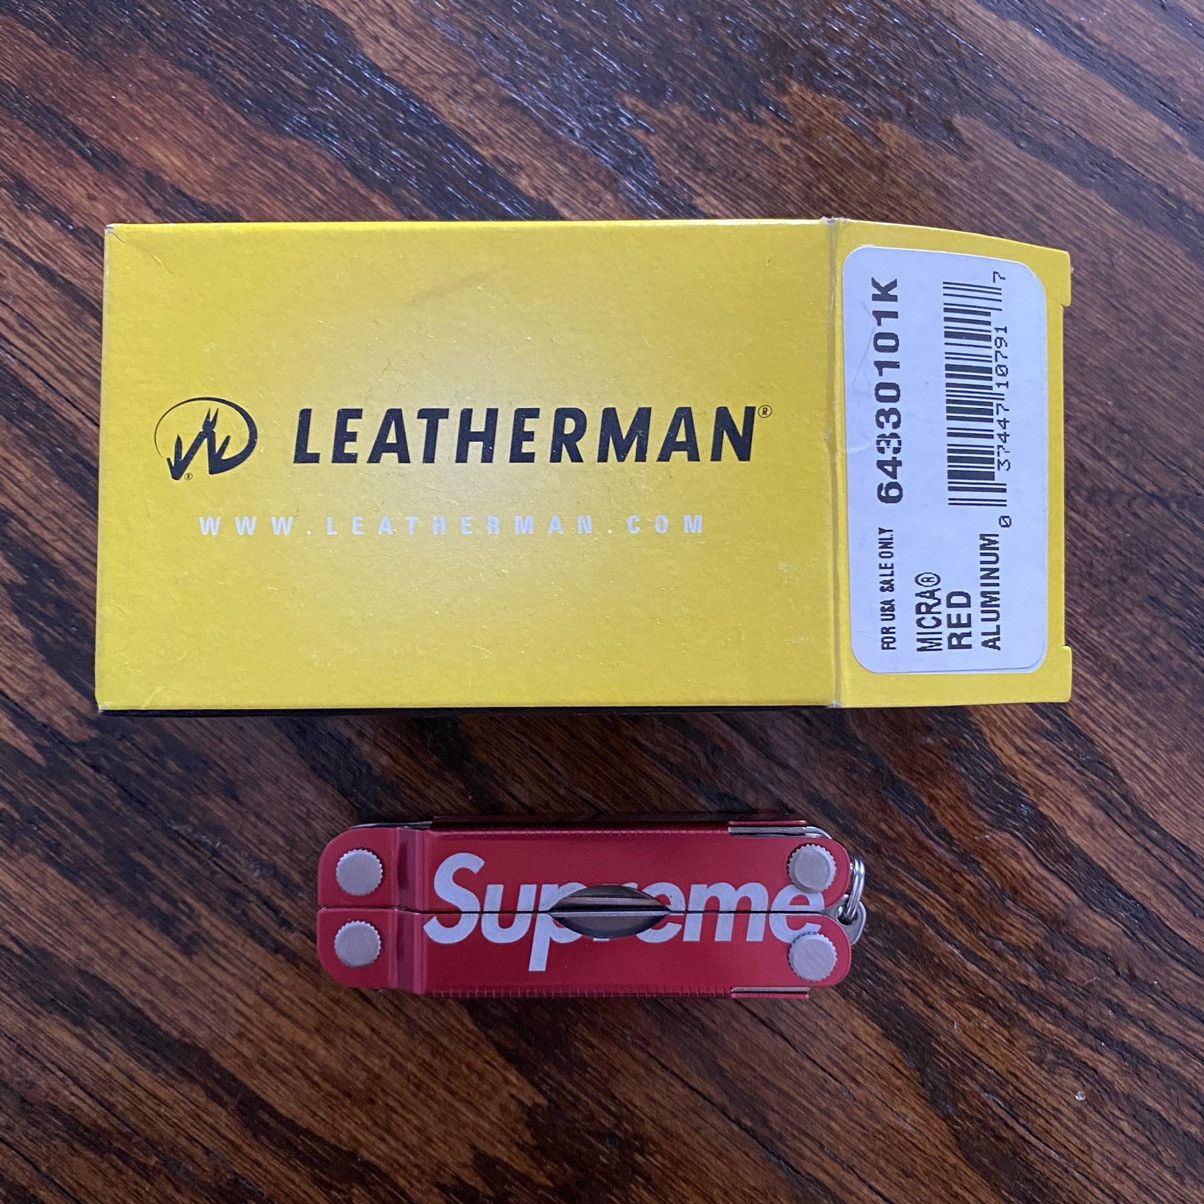 LEATHERMAN®
®
WWW.LEATHERMAN.COM
FOR USA SALE ONLY 64330101K
MICRA®
RED
ALUMINUM
0 37447 10791 7
Supreme